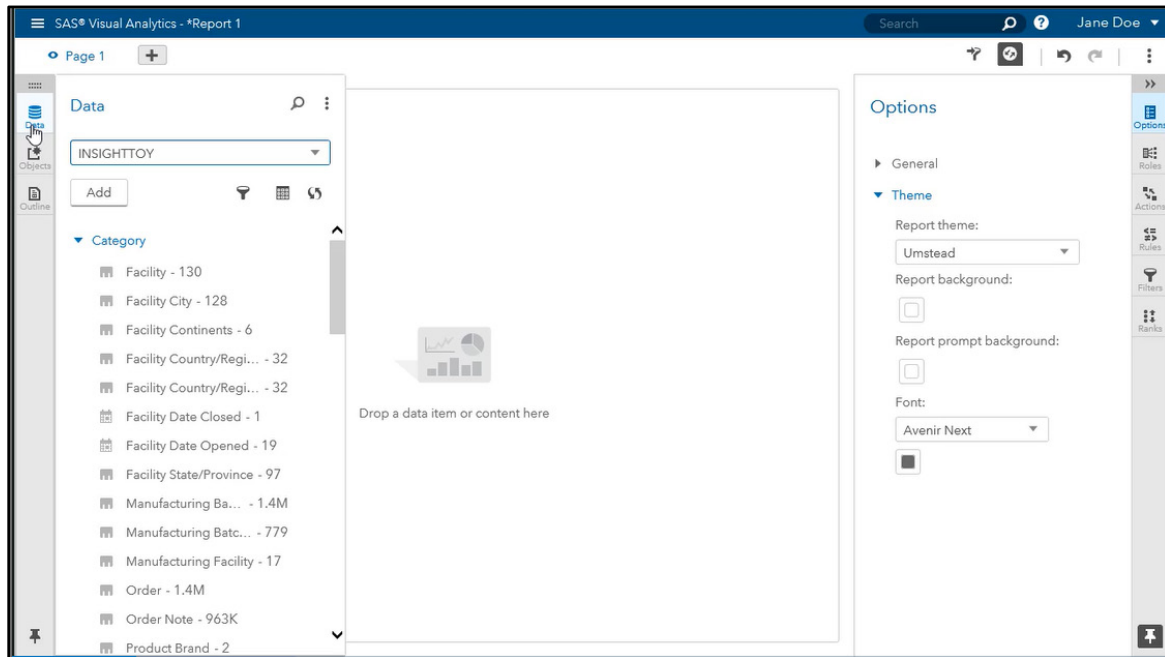 SAS® Visual Analytics - *Report 1
Search
?
Jane Doe
Page 1
+
Data
Objects
Outline
Data
INSIGHTTOY
Add
Category
Facility - 130
Facility City - 128
Facility Continents - 6
Facility Country/Regi... - 32
Facility Country/Regi... - 32
Facility Date Closed - 1
Facility Date Opened - 19
Facility State/Province - 97
Manufacturing Ba... - 1.4M
Manufacturing Batc... - 779
Manufacturing Facility - 17
Order - 1.4M
Order Note - 963K
Product Brand - 2
Drop a data item or content here
Options
General
Theme
Report theme:
Umstead
Report background:
Report prompt background:
Font:
Avenir Next
Options
Roles
Actions
Rules
Filters
Ranks